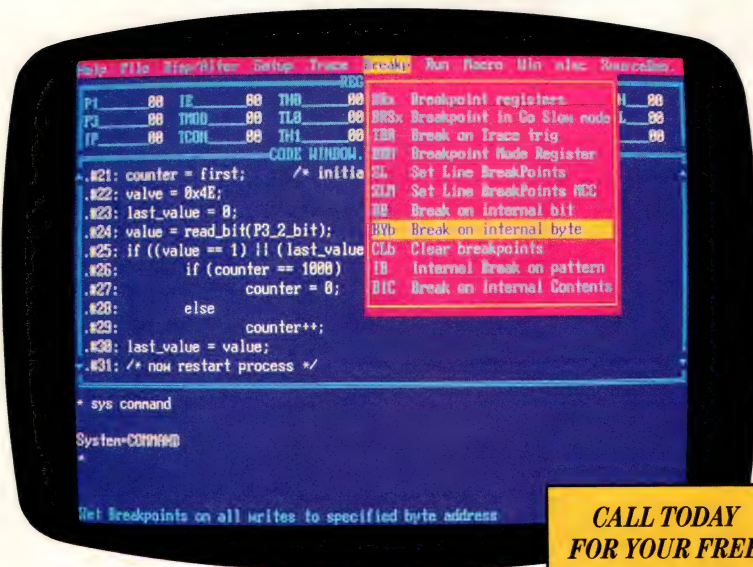 Help File Disp/Alter Setup Trace Breakp Run Macro Win misc SourceDev.
REG
P1 00 IE 00 TH0 00 H 00
P3 00 TMOD 00 TL0 00 L 00
IP 00 TCON 00 TH1 00 00
CODE WINDOW.
BRx Breakpoint registers
BRSx Breakpoint in Go Slow mode
TBR Break on Trace trig
Breakpoint Mode Register
SL Set Line BreakPoints
SLM Set Line BreakPoints MCC
BB Break on internal bit
BYb Break on internal byte
CLb Clear breakpoints
IB Internal Break on pattern
BIC Break on Internal Contents
.#21: counter = first; /* initia
.#22: valve = 0x4E;
.#23: last_value = 0;
.#24: value = read_bit(P3_2_bit);
.#25: if ((value == 1) || (last_value
.#26: if (counter == 1000)
.#27: counter = 0;
.#28: else
.#29: counter++;
.#30: last_value = value;
.#31: /* now restart process */
* sys command
System=COMMAND
*
Set Breakpoints on all writes to specified byte address
CALL TODAY
FOR YOUR FREE